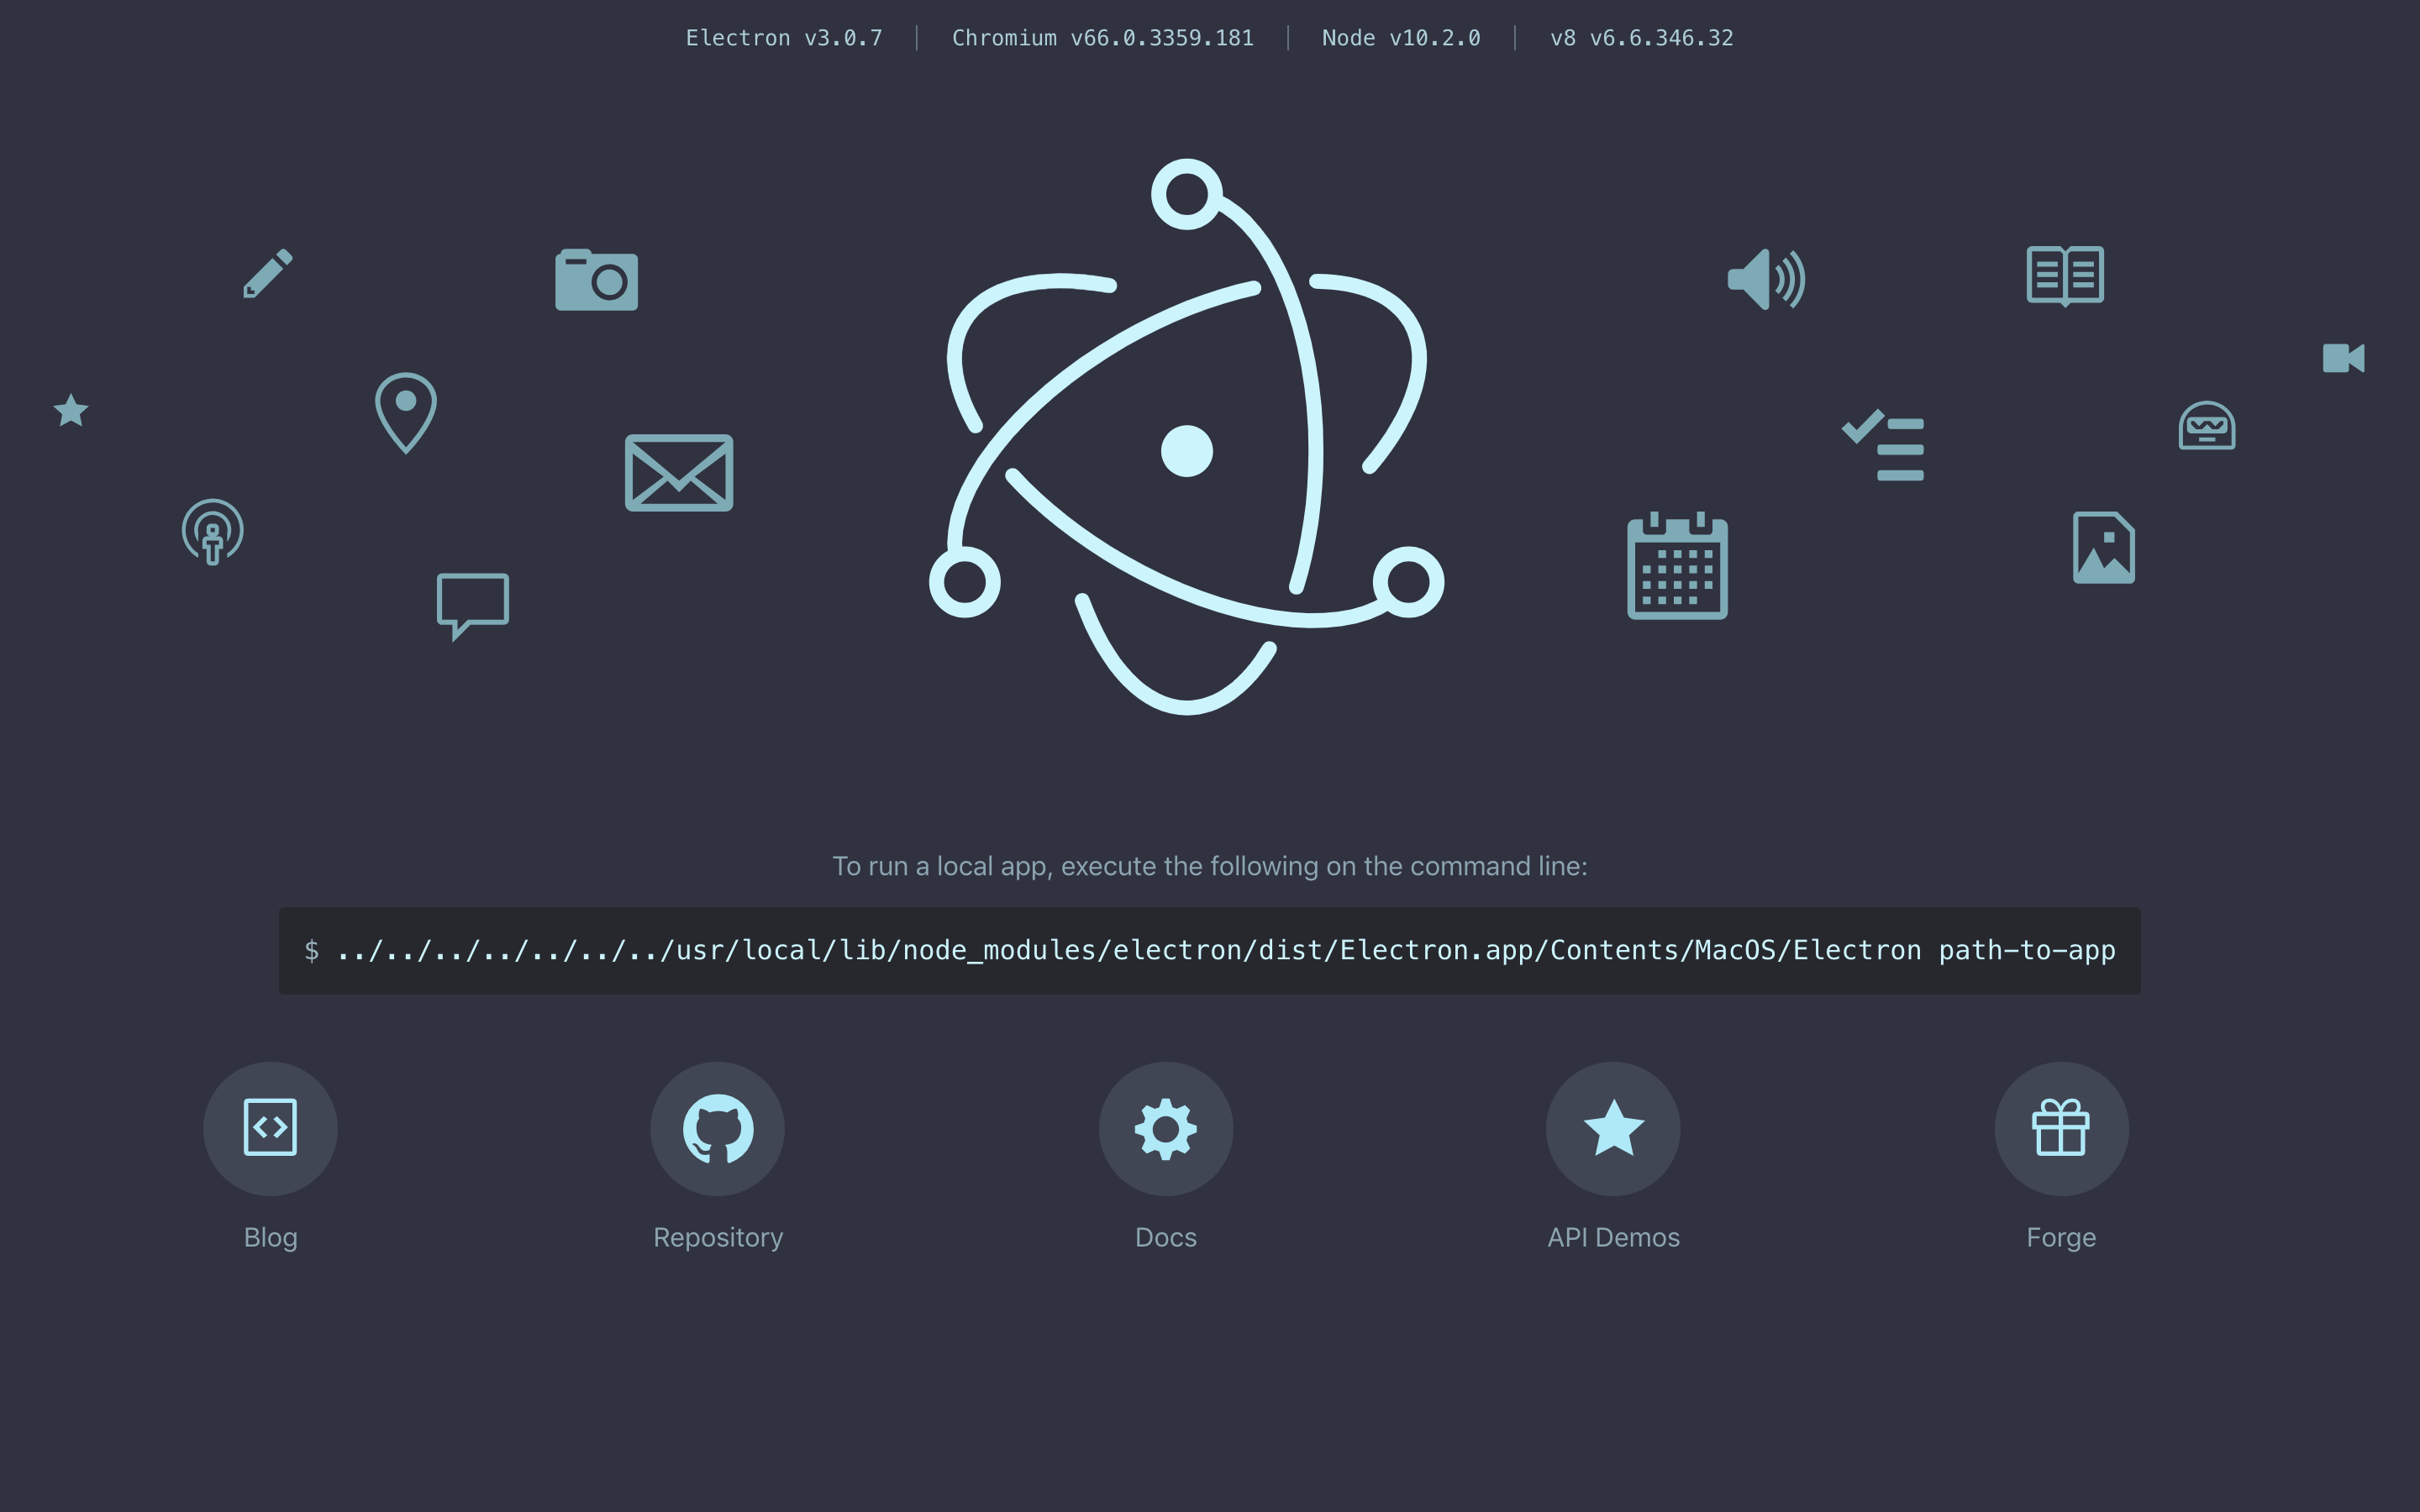 Electron v3.0.7 | Chromium v66.0.3359.181 | Node v10.2.0 | v8 v6.6.346.32
To run a local app, execute the following on the command line:
$ ../../../../../../../usr/local/lib/node_modules/electron/dist/Electron.app/Contents/MacOS/Electron path-to-app
Blog Repository Docs API Demos Forge